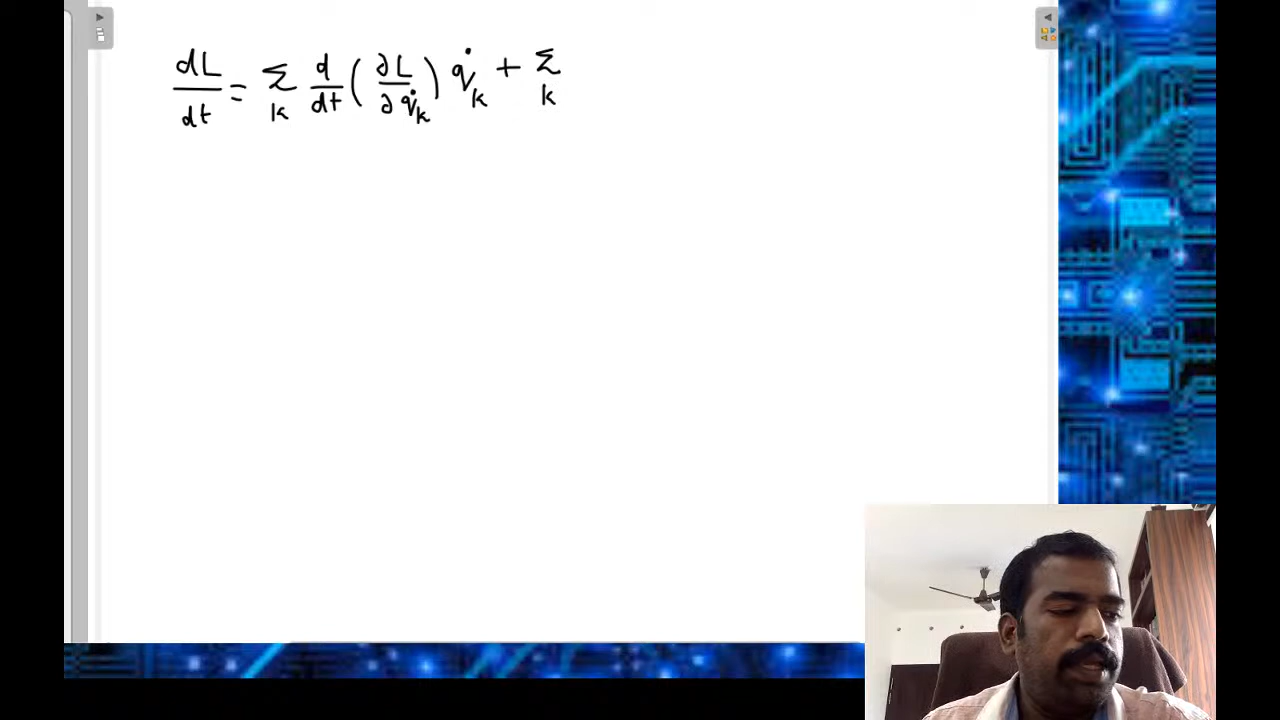 dL/dt = Σ_k d/dt (∂L/∂q̇_k) q̇_k + Σ_k